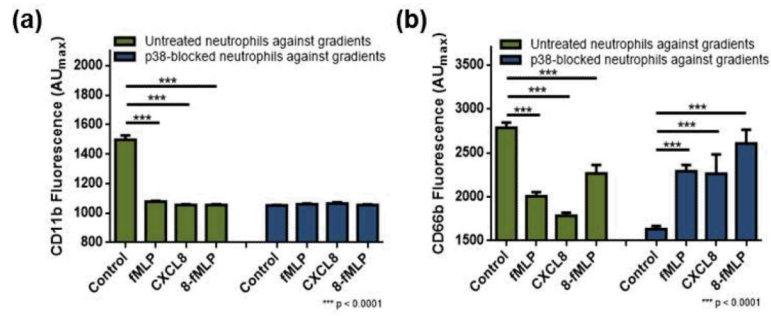 (a)
Untreated neutrophils against gradients
p38-blocked neutrophils against gradients
CD11b Fluorescence (AUmax)
2000
1800
1600
1400
1200
1000
800
***
***
***
Control
fMLP
CXCL8
8-fMLP
Control
fMLP
CXCL8
8-fMLP
*** p < 0.0001
(b)
Untreated neutrophils against gradients
p38-blocked neutrophils against gradients
CD66b Fluorescence (AUmax)
3500
3000
2500
2000
1500
***
***
***
***
***
***
Control
fMLP
CXCL8
8-fMLP
Control
fMLP
CXCL8
8-fMLP
*** p < 0.0001